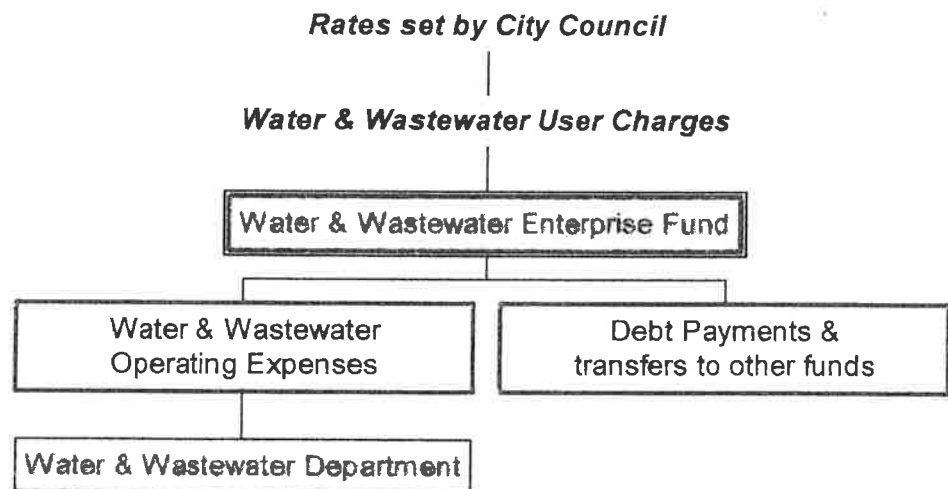 Rates set by City Council
Water & Wastewater User Charges
Water & Wastewater Enterprise Fund
Water & Wastewater
Operating Expenses
Debt Payments &
transfers to other funds
Water & Wastewater Department